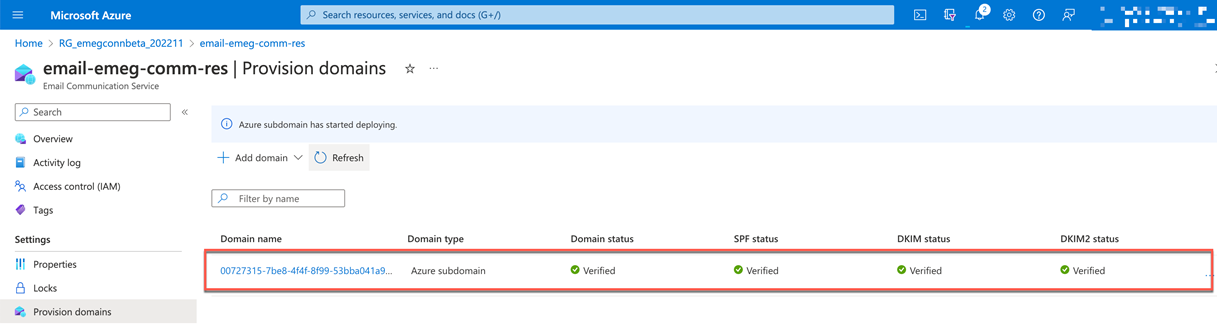 Microsoft Azure
Search resources, services, and docs (G+/)
2
Home > RG_emegconnbeta_202211 > email-emeg-comm-res
email-emeg-comm-res | Provision domains
Email Communication Service
Search
Overview
Activity log
Access control (IAM)
Tags
Settings
Properties
Locks
Provision domains
Azure subdomain has started deploying.
Add domain Refresh
Filter by name
Domain name Domain type Domain status SPF status DKIM status DKIM2 status
00727315-7be8-4f4f-8f99-53bba041a9... Azure subdomain Verified Verified Verified Verified